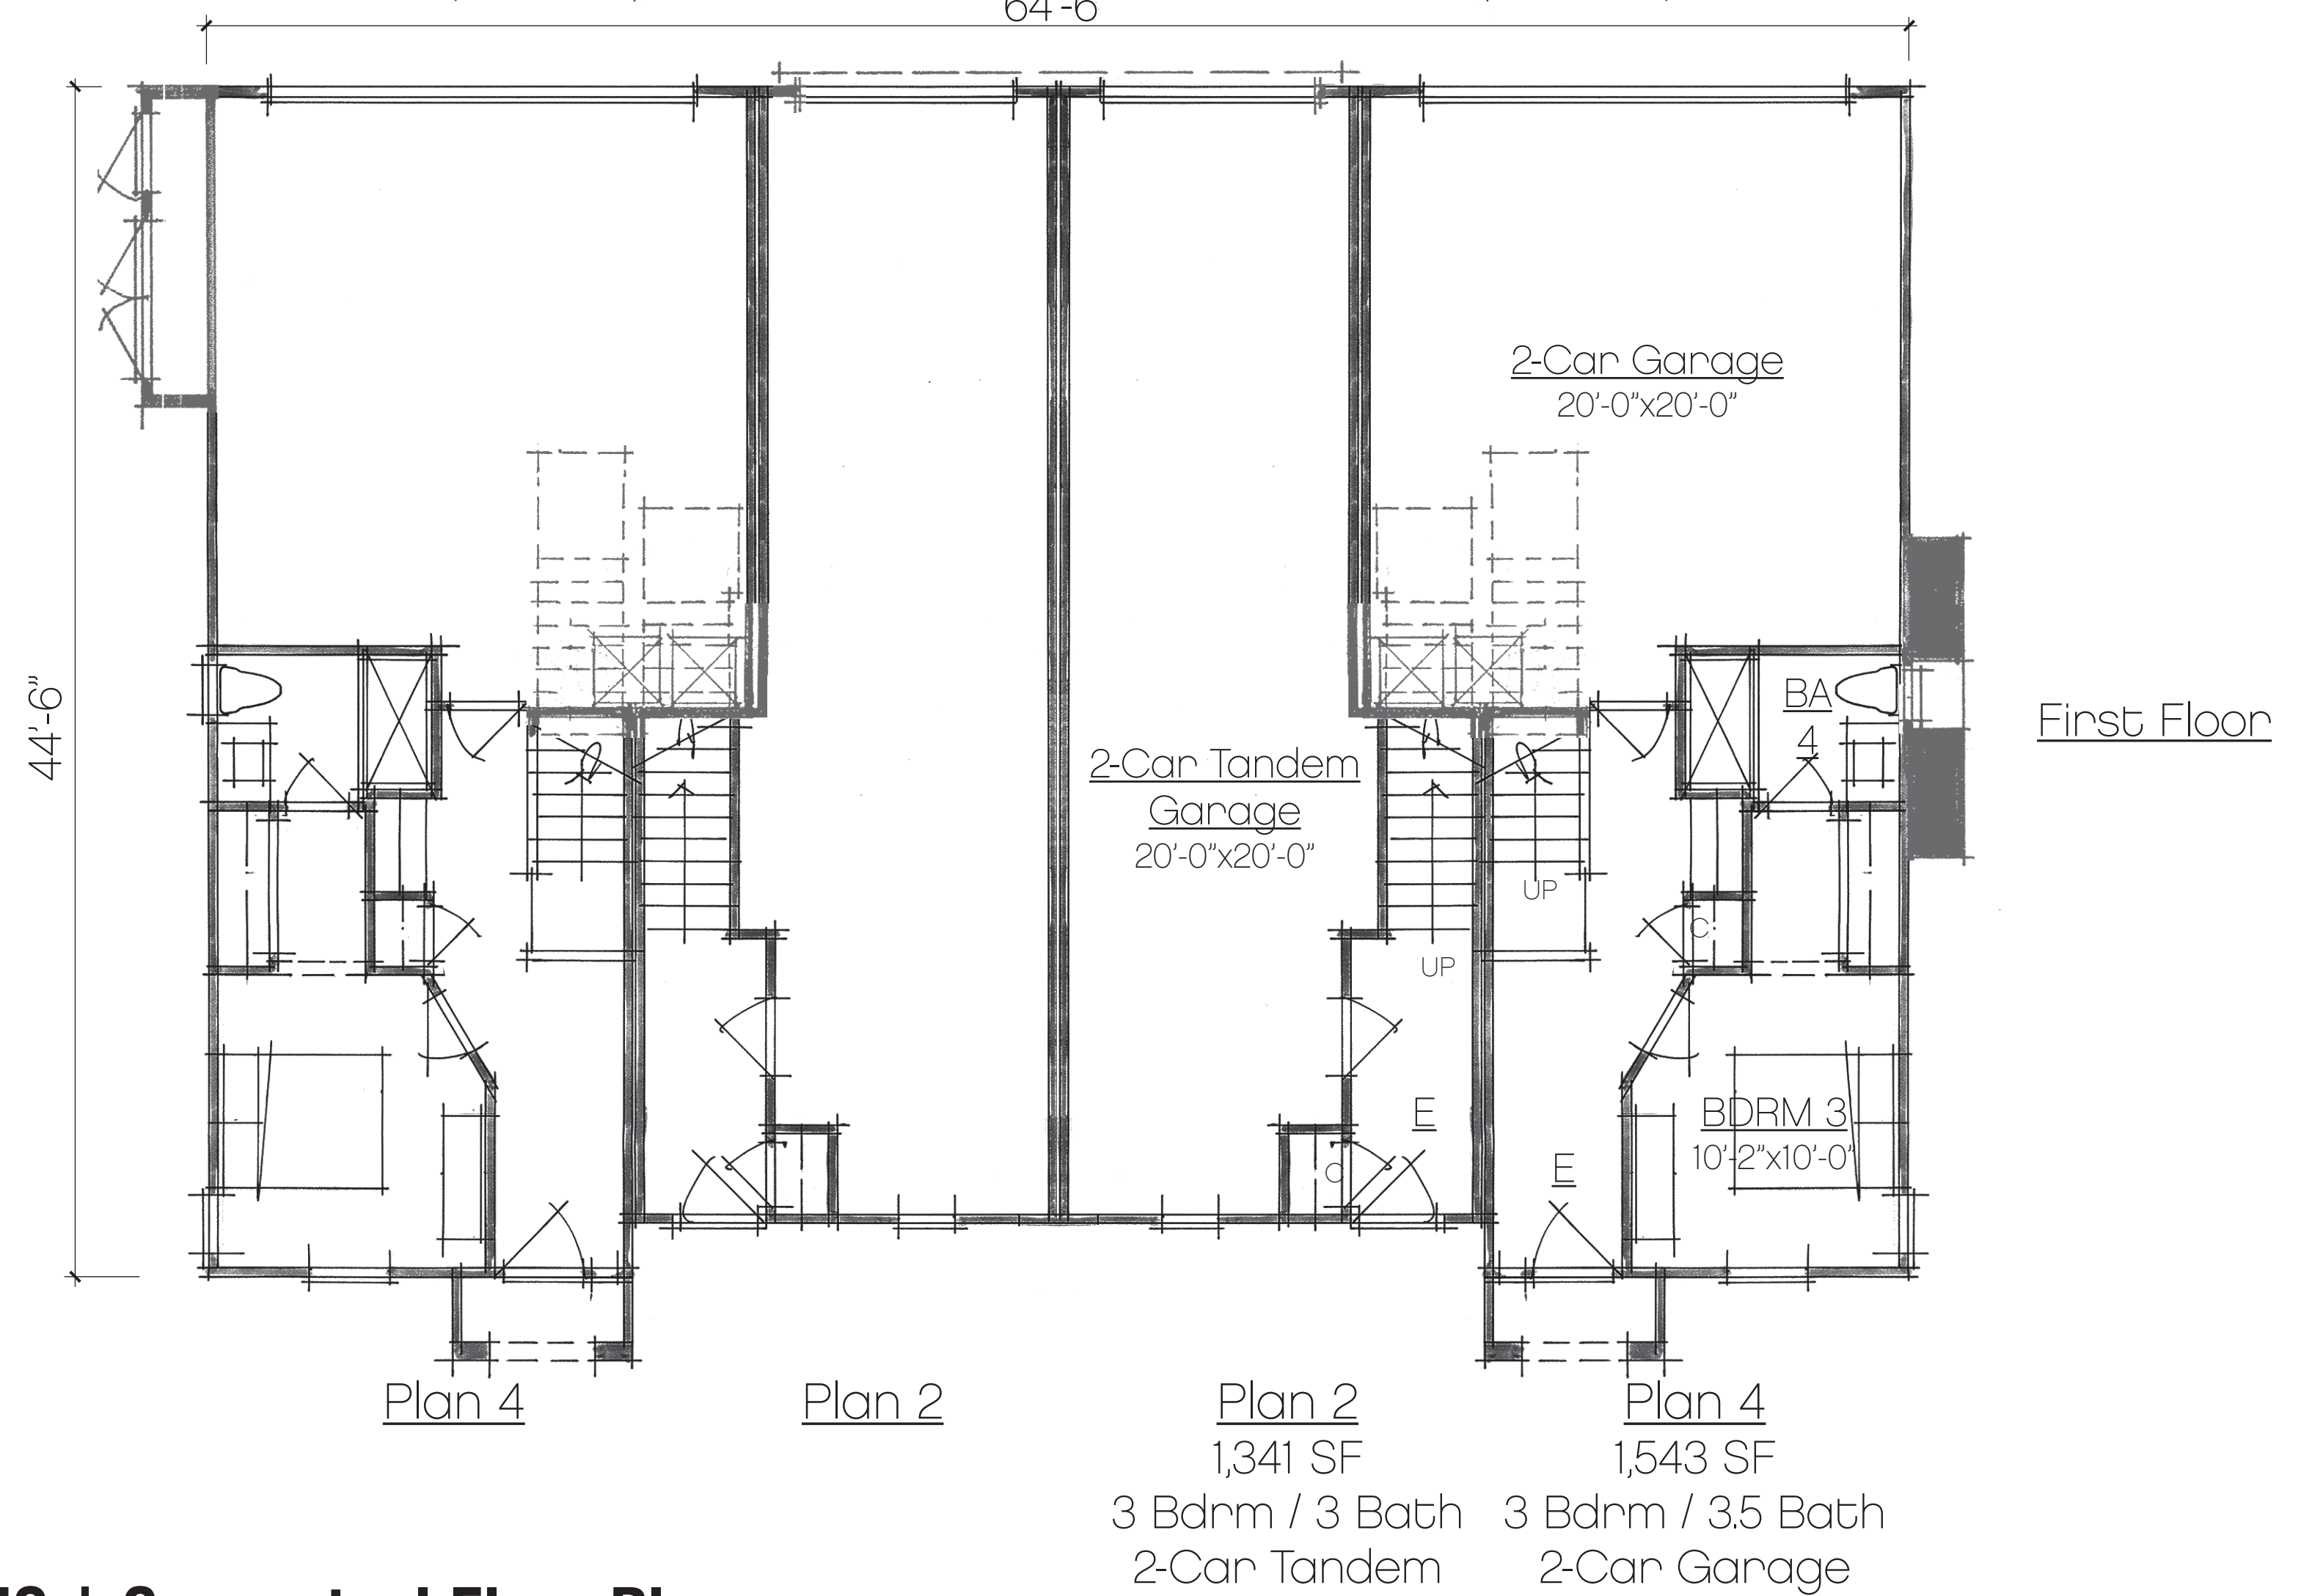 64'-6
44'-6"
2-Car Garage
20'-0"x20'-0"
BA
4
First Floor
2-Car Tandem
Garage
20'-0"x20'-0"
UP
C
UP
E
BDRM 3
10'-2"x10'-0"
E
C
Plan 4
Plan 2
Plan 2
1,341 SF
3 Bdrm / 3 Bath
2-Car Tandem
Plan 4
1,543 SF
3 Bdrm / 3.5 Bath
2-Car Garage